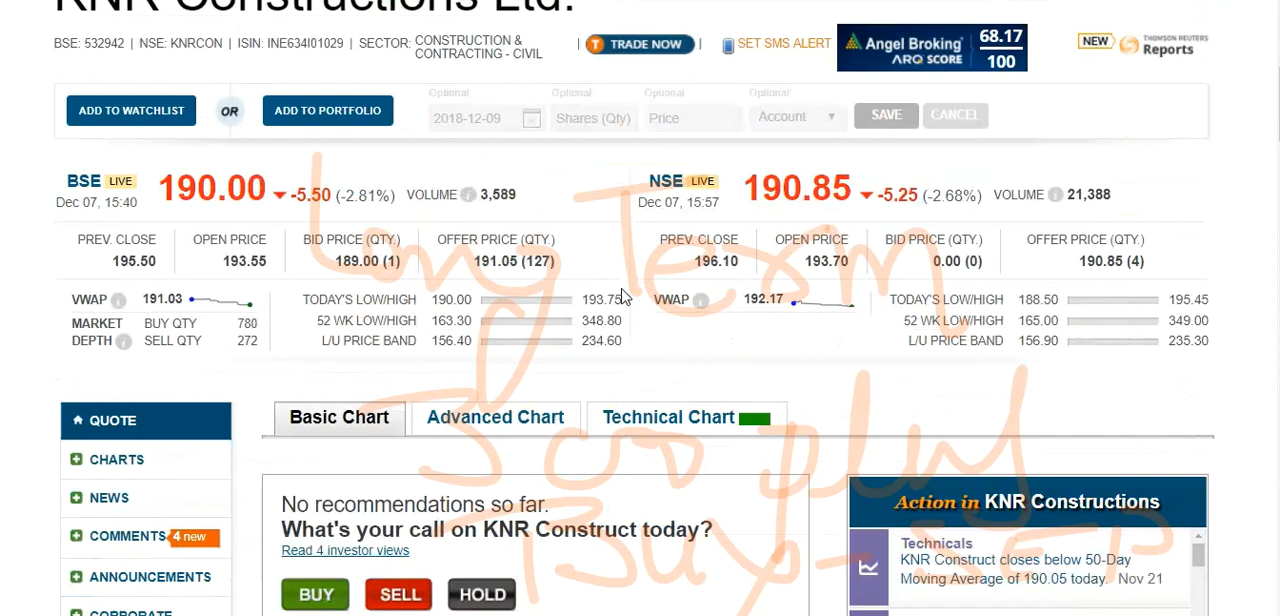 KNR Constructions Ltd.
BSE: 532942 | NSE: KNRCON | ISIN: INE634I01029 | SECTOR: CONSTRUCTION & CONTRACTING - CIVIL | T TRADE NOW | SET SMS ALERT
Angel Broking ARQ SCORE 68.17 100
NEW THOMSON REUTERS Reports
ADD TO WATCHLIST OR ADD TO PORTFOLIO
Optional Optional Optional Optional
2018-12-09 Shares (Qty) Price Account SAVE CANCEL
BSE LIVE 190.00 -5.50 (-2.81%) VOLUME 3,589
Dec 07, 15:40
PREV. CLOSE OPEN PRICE BID PRICE (QTY.) OFFER PRICE (QTY.)
195.50 193.55 189.00 (1) 191.05 (127)
VWAP 191.03 TODAY'S LOW/HIGH 190.00 193.75
MARKET DEPTH BUY QTY 780 52 WK LOW/HIGH 163.30 348.80
SELL QTY 272 L/U PRICE BAND 156.40 234.60
NSE LIVE 190.85 -5.25 (-2.68%) VOLUME 21,388
Dec 07, 15:57
PREV. CLOSE OPEN PRICE BID PRICE (QTY.) OFFER PRICE (QTY.)
196.10 193.70 0.00 (0) 190.85 (4)
VWAP 192.17 TODAY'S LOW/HIGH 188.50 195.45
52 WK LOW/HIGH 165.00 349.00
L/U PRICE BAND 156.90 235.30
Long Term
Buy - SIP
QUOTE
CHARTS
NEWS
COMMENTS 4 new
ANNOUNCEMENTS
CORPORATE
Basic Chart Advanced Chart Technical Chart
No recommendations so far.
What's your call on KNR Construct today?
Read 4 investor views
BUY SELL HOLD
Action in KNR Constructions
Technicals
KNR Construct closes below 50-Day
Moving Average of 190.05 today. Nov 21